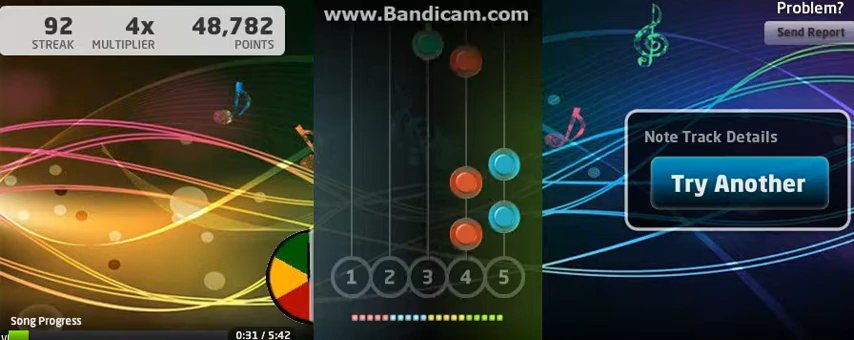 92
STREAK
4x
MULTIPLIER
48,782
POINTS
www.Bandicam.com
Problem?
Send Report
Note Track Details
Try Another
1 2 3 4 5
Song Progress
0:31 / 5:42